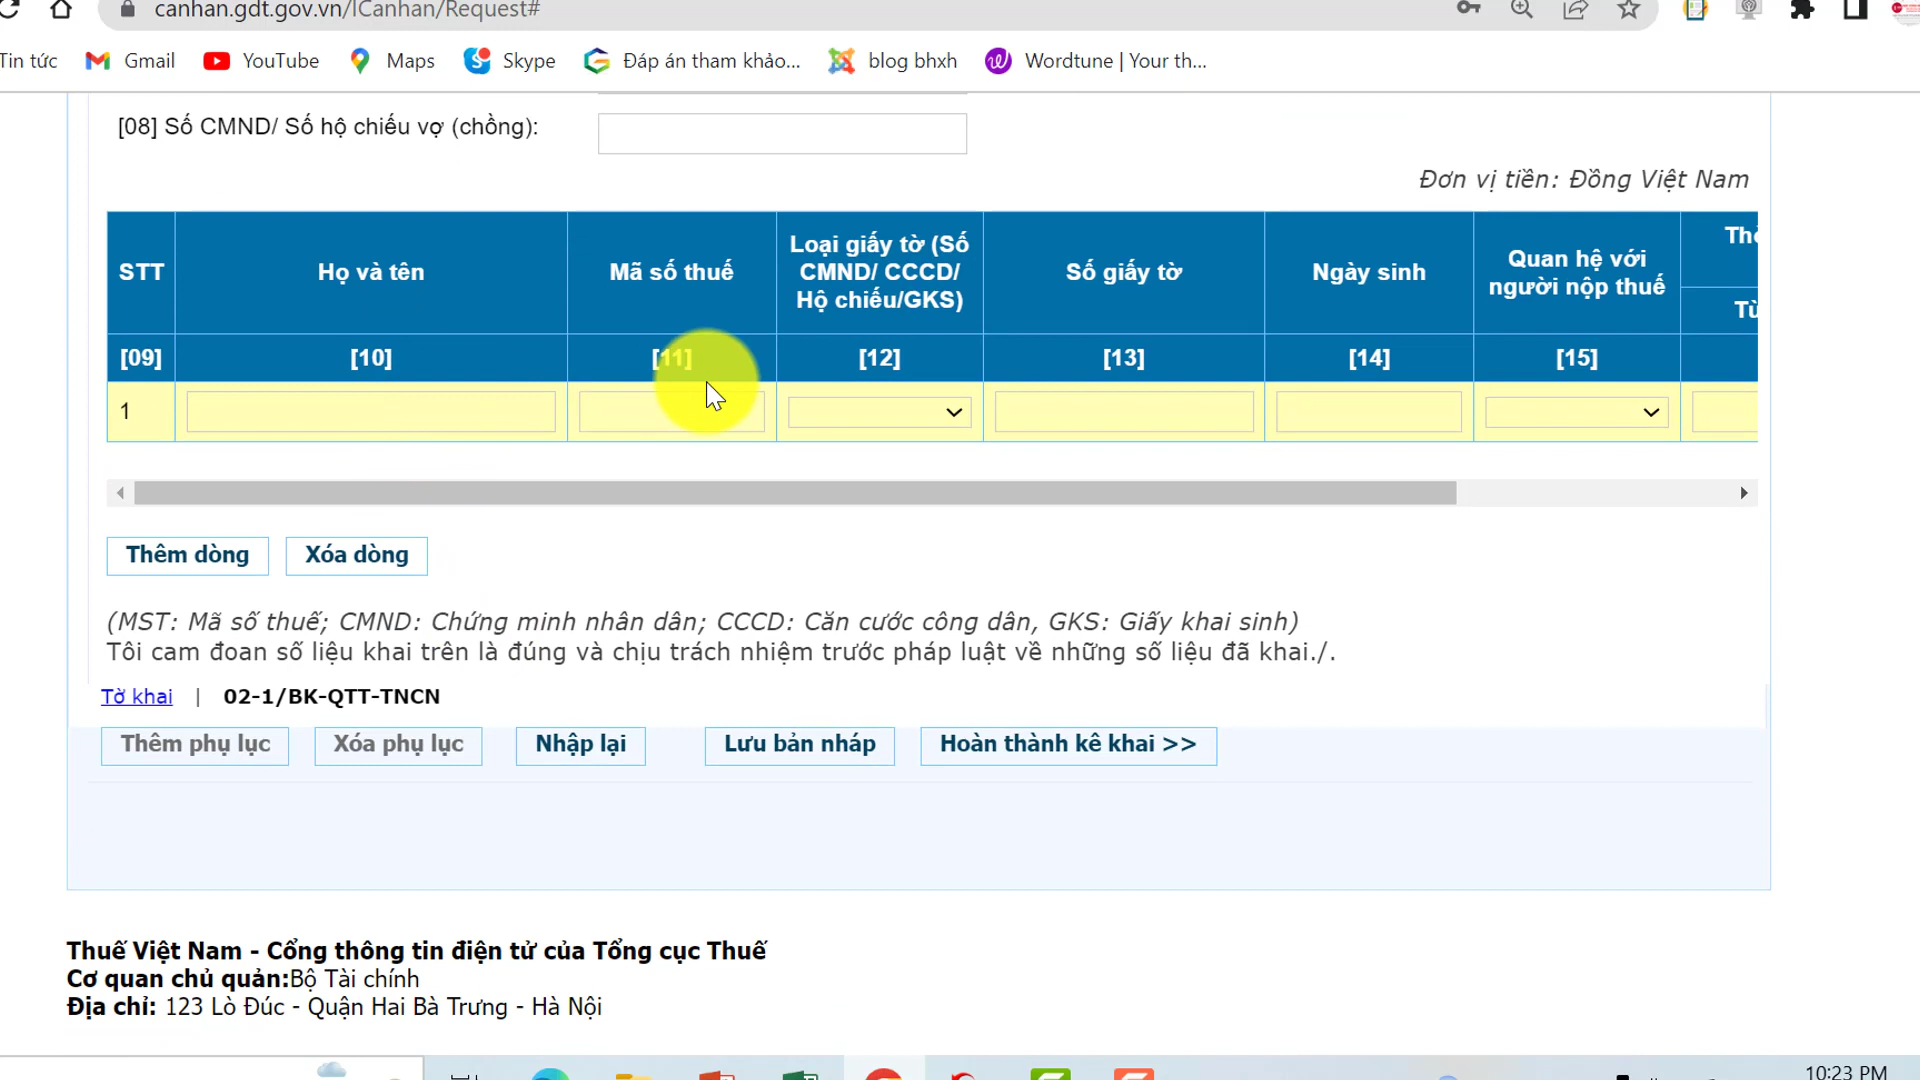 canhan.gdt.gov.vn/ICanhan/Request#
Tin tức Gmail YouTube Maps Skype Đáp án tham khảo... blog bhxh Wordtune | Your th...
[08] Số CMND/ Số hộ chiếu vợ (chồng):
Đơn vị tiền: Đồng Việt Nam
STT Họ và tên Mã số thuế Loại giấy tờ (Số CMND/ CCCD/ Hộ chiếu/GKS) Số giấy tờ Ngày sinh Quan hệ với người nộp thuế
[09] [10] [11] [12] [13] [14] [15]
1
Thêm dòng Xóa dòng
(MST: Mã số thuế; CMND: Chứng minh nhân dân; CCCD: Căn cước công dân, GKS: Giấy khai sinh)
Tôi cam đoan số liệu khai trên là đúng và chịu trách nhiệm trước pháp luật về những số liệu đã khai./.
Tờ khai | 02-1/BK-QTT-TNCN
Thêm phụ lục Xóa phụ lục Nhập lại Lưu bản nháp Hoàn thành kê khai >>
Thuế Việt Nam - Cổng thông tin điện tử của Tổng cục Thuế
Cơ quan chủ quản:Bộ Tài chính
Địa chỉ: 123 Lò Đúc - Quận Hai Bà Trưng - Hà Nội
10:23 PM